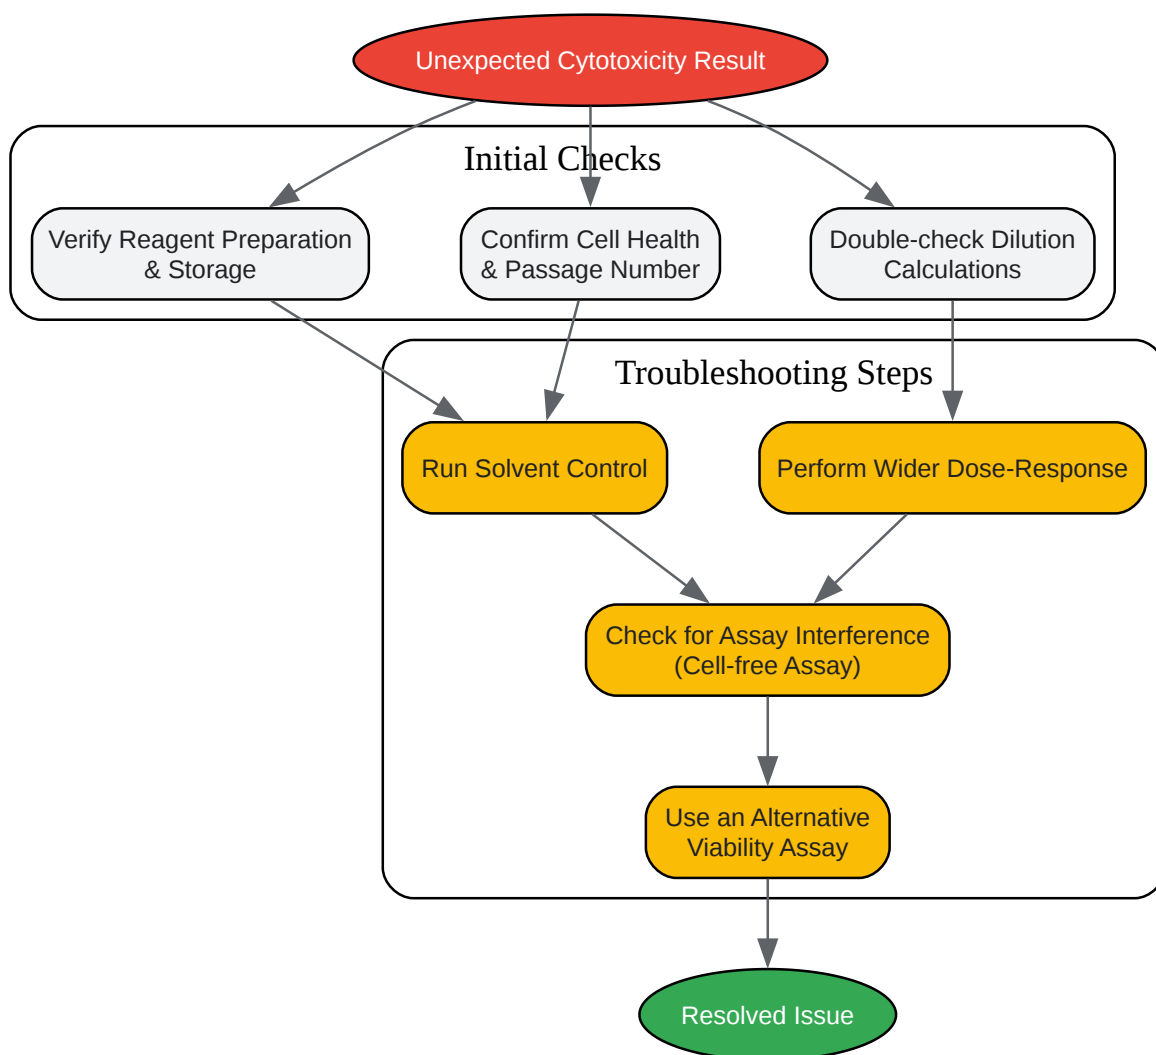 Unexpected Cytotoxicity Result
Initial Checks
Verify Reagent Preparation
& Storage
Confirm Cell Health
& Passage Number
Double-check Dilution
Calculations
Troubleshooting Steps
Run Solvent Control
Perform Wider Dose-Response
Check for Assay Interference
(Cell-free Assay)
Use an Alternative
Viability Assay
Resolved Issue